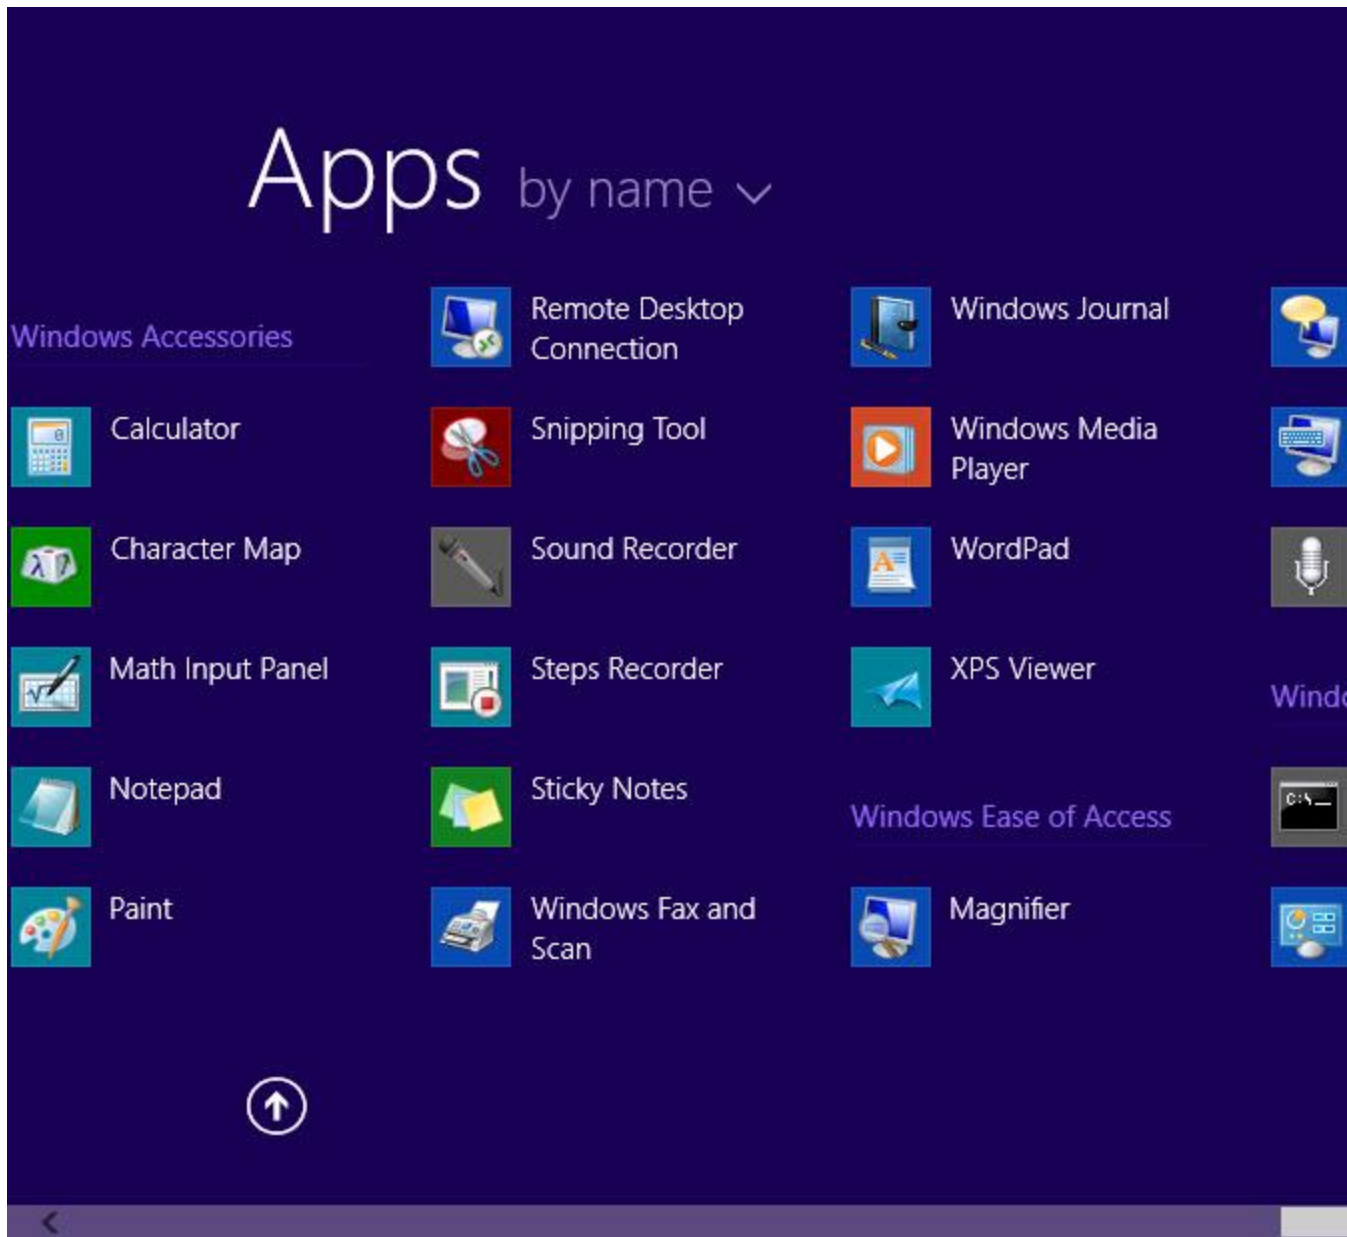 Apps by name
Windows Accessories
Calculator
Character Map
Math Input Panel
Notepad
Paint
Remote Desktop
Connection
Snipping Tool
Sound Recorder
Steps Recorder
Sticky Notes
Windows Fax and
Scan
Windows Journal
Windows Media
Player
WordPad
XPS Viewer
Windows Ease of Access
Magnifier